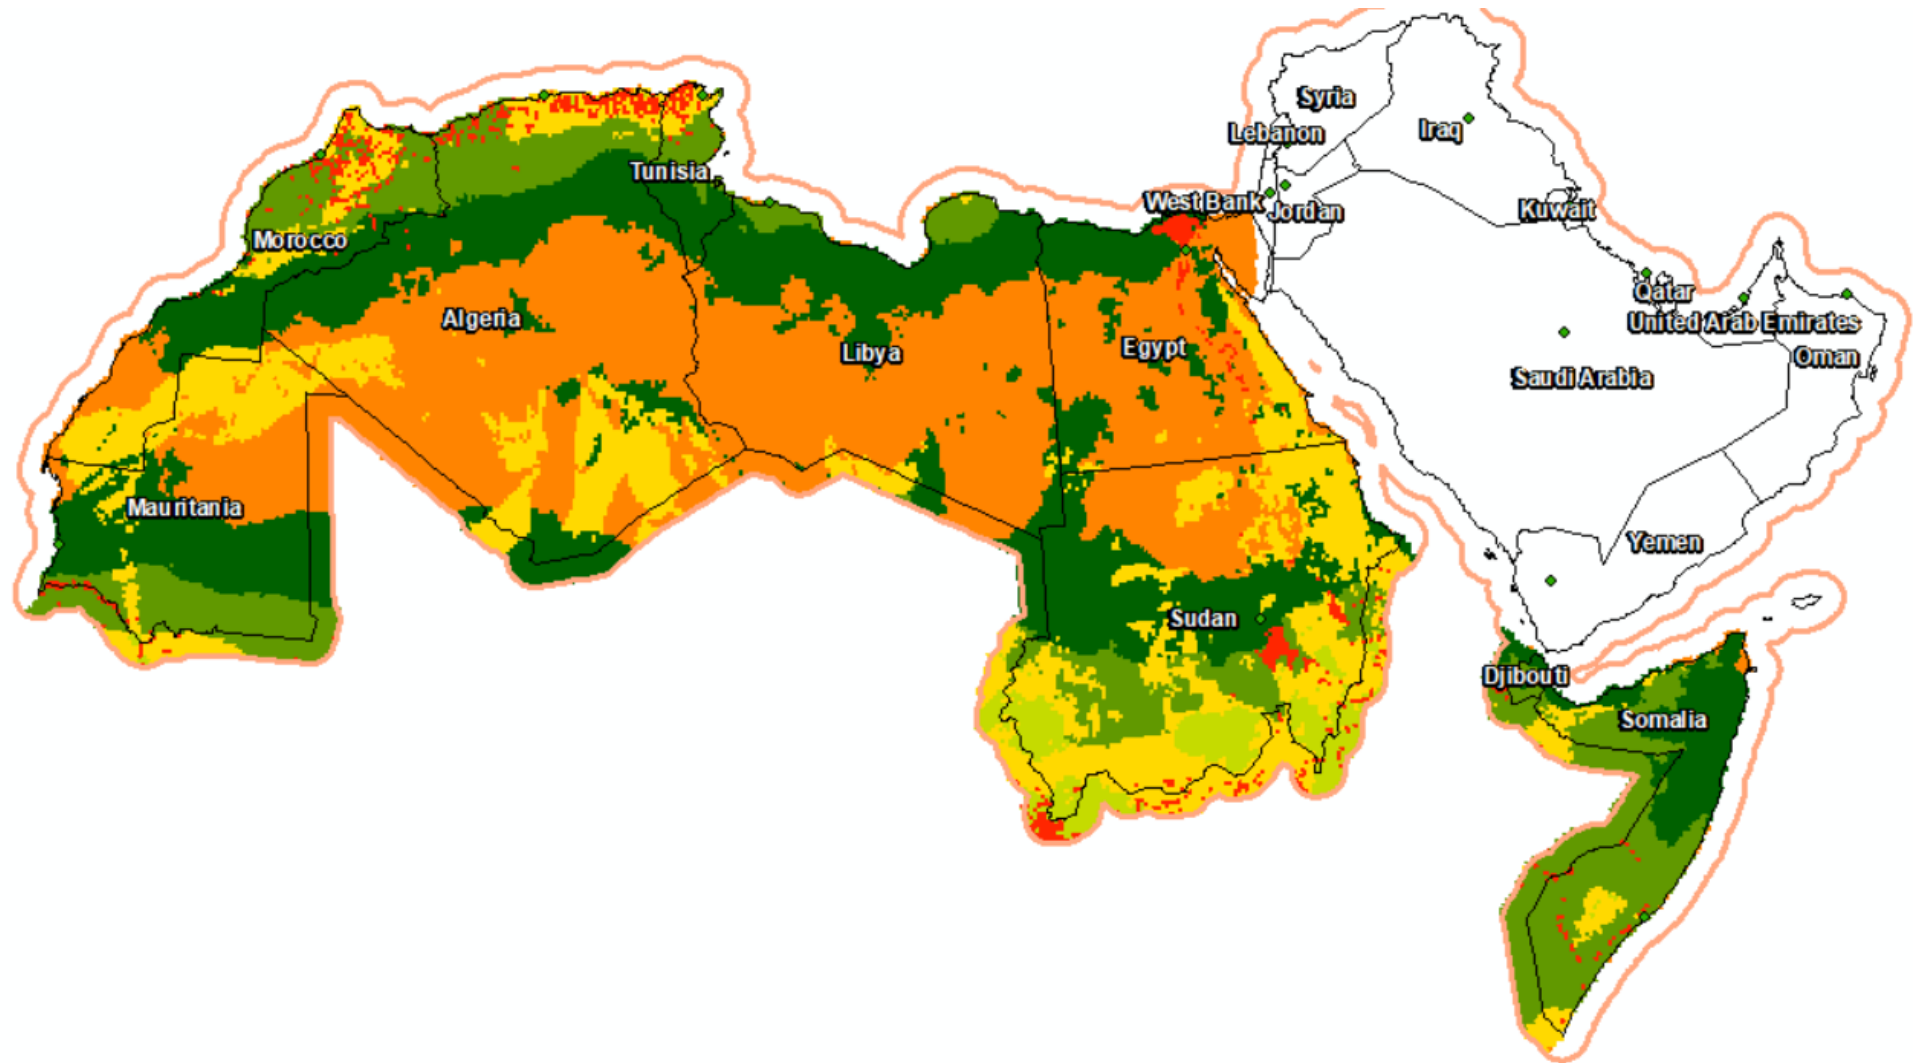 Syria
Lebanon
Iraq
Tunisia
West Bank
Jordan
Kuwait
Morocco
Qatar
United Arab Emirates
Algeria
Libya
Egypt
Oman
Saudi Arabia
Mauritania
Yemen
Sudan
Djibouti
Somalia